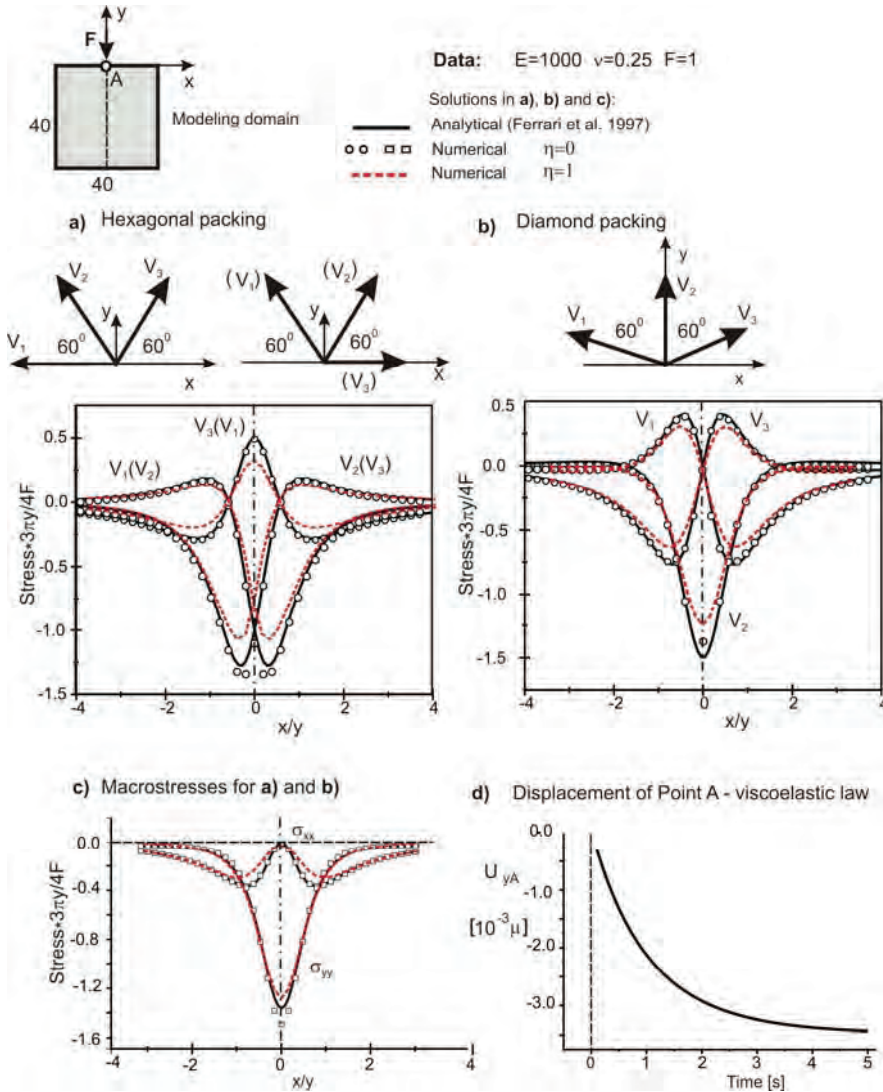 y
F
A
x
40
40
Modeling domain
Data: E=1000 ν=0.25 F=1
Solutions in a), b) and c):
Analytical (Ferrari et al. 1997)
Numerical η=0
Numerical η=1
a) Hexagonal packing
V₂ V₃
y
V₁ 60⁰ 60⁰
x
(V₁) (V₂)
y
60⁰ 60⁰
(V₃) x
b) Diamond packing
y
V₂
V₁ V₃
60⁰ 60⁰
x
Stress*3πy/4F
0.5
0.0
-0.5
-1.0
-1.5
V₃(V₁)
V₁(V₂) V₂(V₃)
-4 -2 0 2 4
x/y
Stress*3πy/4F
0.5
0.0
-0.5
-1.0
-1.5
V₁ V₃
V₂
-4 -2 0 2 4
x/y
c) Macrostresses for a) and b)
Stress*3πy/4F
0.0
-0.4
-0.8
-1.2
-1.6
σxx
σyy
-4 -2 0 2 4
x/y
d) Displacement of Point A - viscoelastic law
0.0
U yA
-1.0
[10⁻³μ]
-2.0
-3.0
0 1 2 3 4 5
Time [s]